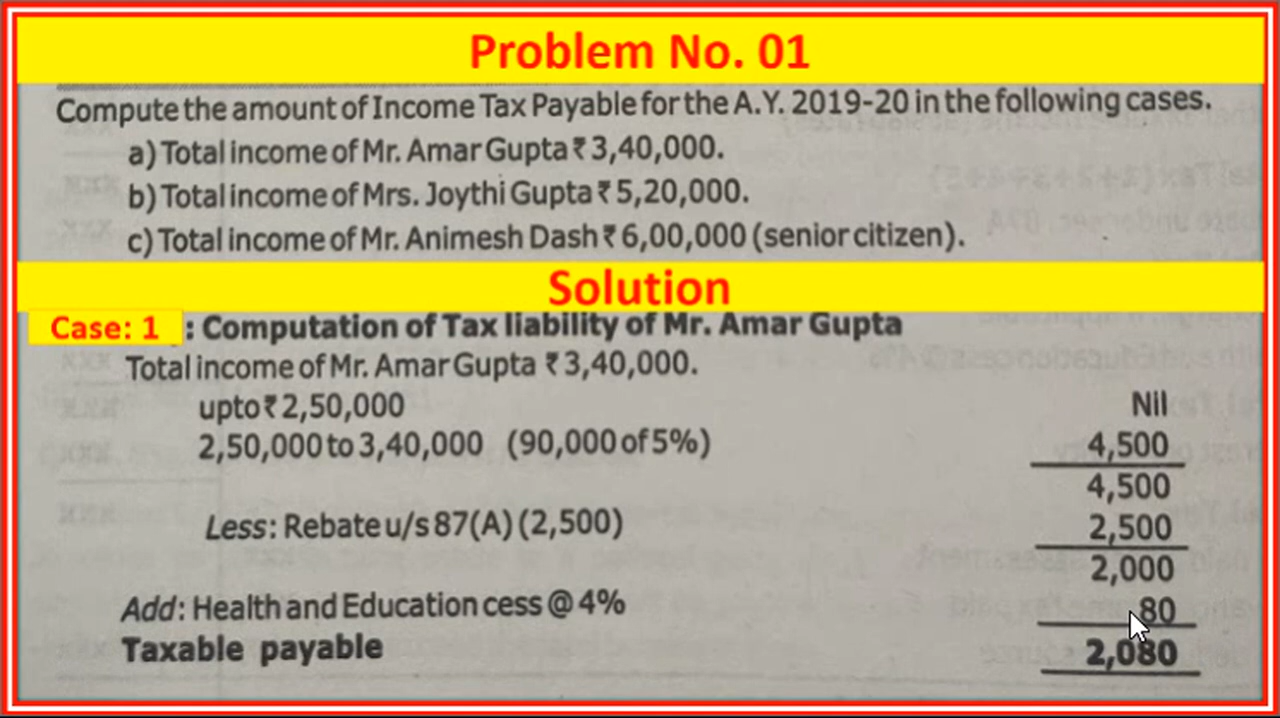 Problem No. 01
Compute the amount of Income Tax Payable for the A.Y. 2019-20 in the following cases.
a) Total income of Mr. Amar Gupta ₹ 3,40,000.
b) Total income of Mrs. Joythi Gupta ₹ 5,20,000.
c) Total income of Mr. Animesh Dash ₹ 6,00,000 (senior citizen).
Solution
Case: 1 : Computation of Tax liability of Mr. Amar Gupta
Total income of Mr. Amar Gupta ₹ 3,40,000.
upto ₹ 2,50,000 Nil
2,50,000 to 3,40,000 (90,000 of 5%) 4,500
4,500
Less: Rebate u/s 87(A) (2,500) 2,500
2,000
Add: Health and Education cess @ 4% 80
Taxable payable 2,080